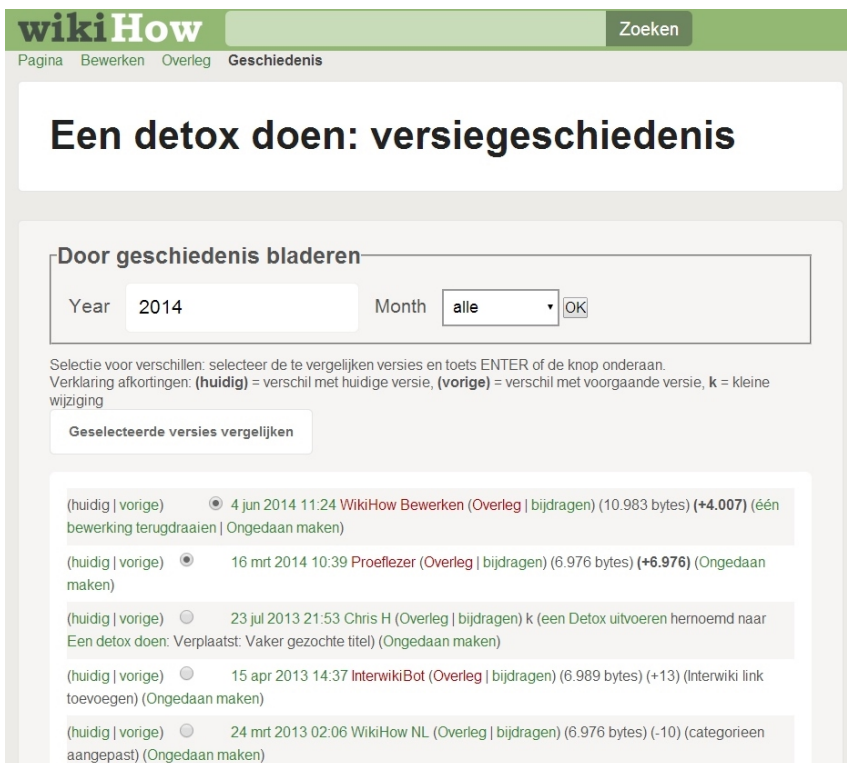 wikiHow Zoeken
Pagina Bewerken Overleg Geschiedenis
Een detox doen: versiegeschiedenis
Door geschiedenis bladeren
Year 2014 Month alle OK
Selectie voor verschillen: selecteer de te vergelijken versies en toets ENTER of de knop onderaan.
Verklaring afkortingen: (huidig) = verschil met huidige versie, (vorige) = verschil met voorgaande versie, k = kleine
wijziging
Geselecteerde versies vergelijken
(huidig | vorige) 4 jun 2014 11:24 WikiHow Bewerken (Overleg | bijdragen) (10.983 bytes) (+4.007) (één
bewerking terugdraaien | Ongedaan maken)
(huidig | vorige) 16 mrt 2014 10:39 Proeflezer (Overleg | bijdragen) (6.976 bytes) (+6.976) (Ongedaan
maken)
(huidig | vorige) 23 jul 2013 21:53 Chris H (Overleg | bijdragen) k (een Detox uitvoeren hernoemd naar
Een detox doen: Verplaatst: Vaker gezochte titel) (Ongedaan maken)
(huidig | vorige) 15 apr 2013 14:37 InterwikiBot (Overleg | bijdragen) (6.989 bytes) (+13) (Interwiki link
toevoegen) (Ongedaan maken)
(huidig | vorige) 24 mrt 2013 02:06 WikiHow NL (Overleg | bijdragen) (6.976 bytes) (-10) (categorieen
aangepast) (Ongedaan maken)